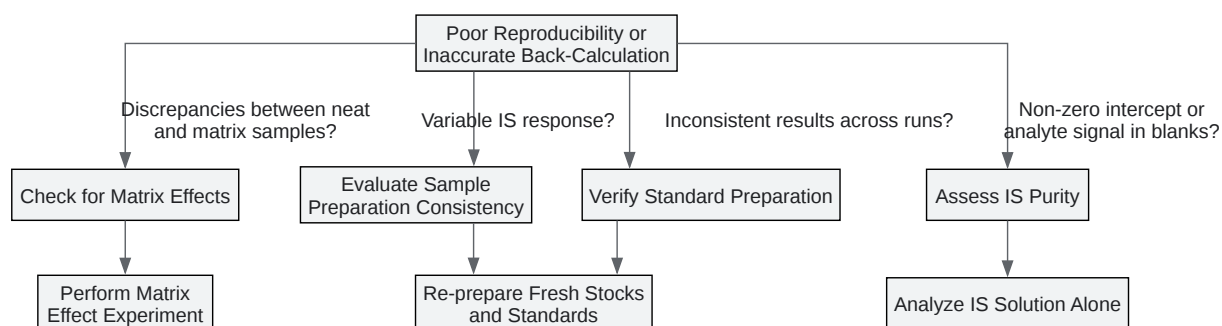 Poor Reproducibility or
Inaccurate Back-Calculation
Discrepancies between neat
and matrix samples?
Variable IS response?
Inconsistent results across runs?
Non-zero intercept or
analyte signal in blanks?
Check for Matrix Effects
Evaluate Sample
Preparation Consistency
Verify Standard Preparation
Assess IS Purity
Perform Matrix
Effect Experiment
Re-prepare Fresh Stocks
and Standards
Analyze IS Solution Alone